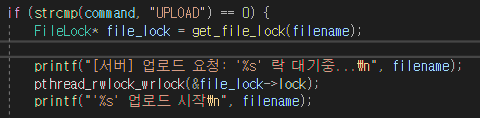 if (strcmp(command, "UPLOAD") == 0) {
FileLock* file_lock = get_file_lock(filename);
printf("[서버] 업로드 요청: '%s' 락 대기중...₩n", filename);
pthread_rwlock_wrlock(&file_lock->lock);
printf("'%s' 업로드 시작₩n", filename);